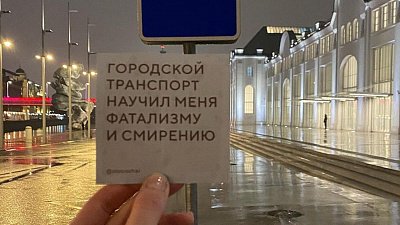 ГОРОДСКОЙ
ТРАНСПОРТ
НАУЧИЛ МЕНЯ
ФАТАЛИЗМУ
И СМИРЕНИЮ